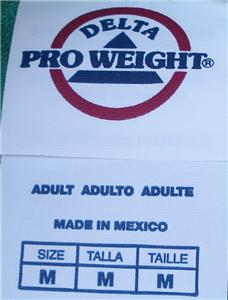 DELTA
PRO WEIGHT®
ADULT ADULTO ADULTE
MADE IN MEXICO
SIZE TALLA TAILLE
M M M